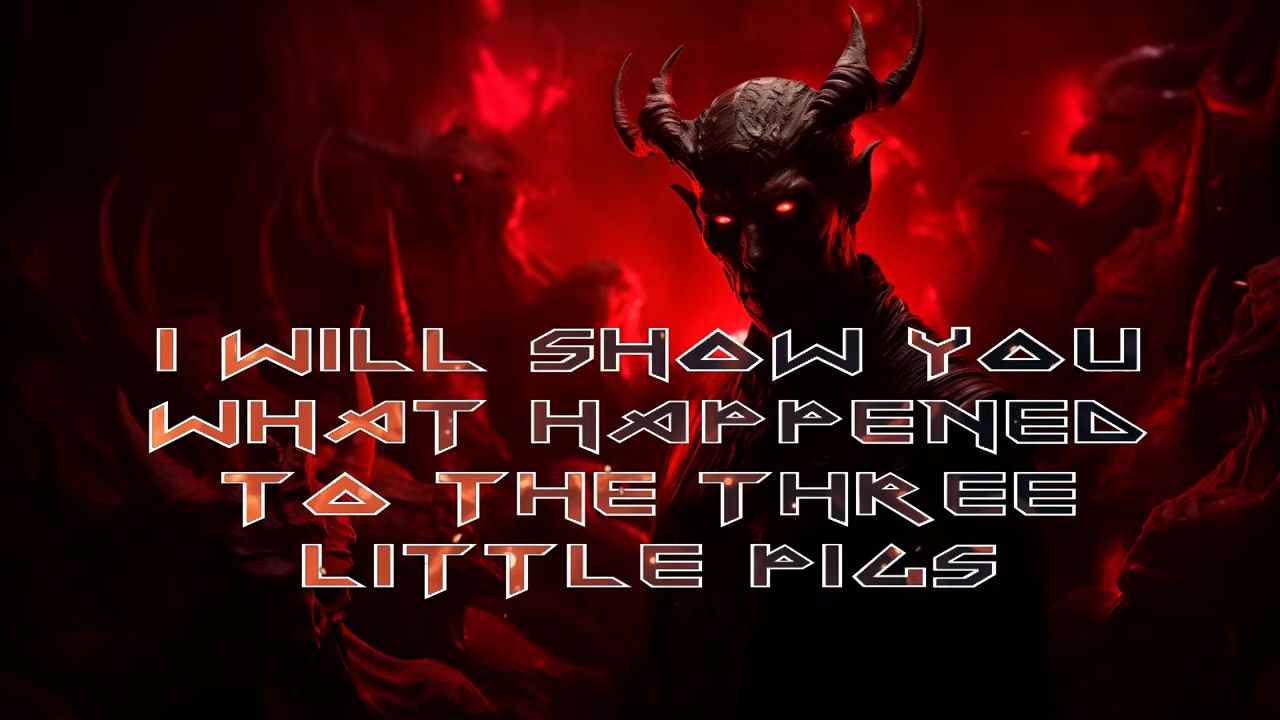 I WILL SHOW YOU
WHAT HAPPENED
TO THE THREE
LITTLE PIGS